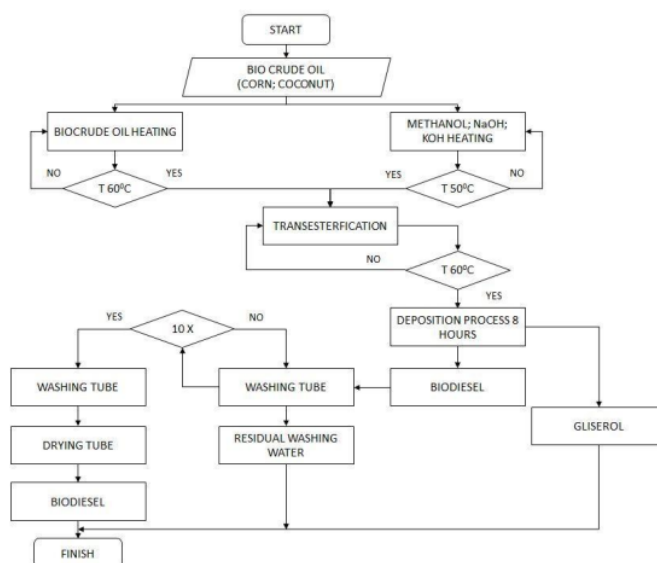 START
BIO CRUDE OIL
(CORN; COCONUT)
BIOCRUDE OIL HEATING
METHANOL; NaOH;
KOH HEATING
NO
T 60⁰C
YES
YES
T 50⁰C
NO
TRANSESTERFICATION
NO
T 60⁰C
YES
DEPOSITION PROCESS 8
HOURS
YES
10 X
NO
WASHING TUBE
WASHING TUBE
BIODIESEL
GLISEROL
DRYING TUBE
RESIDUAL WASHING
WATER
BIODIESEL
FINISH